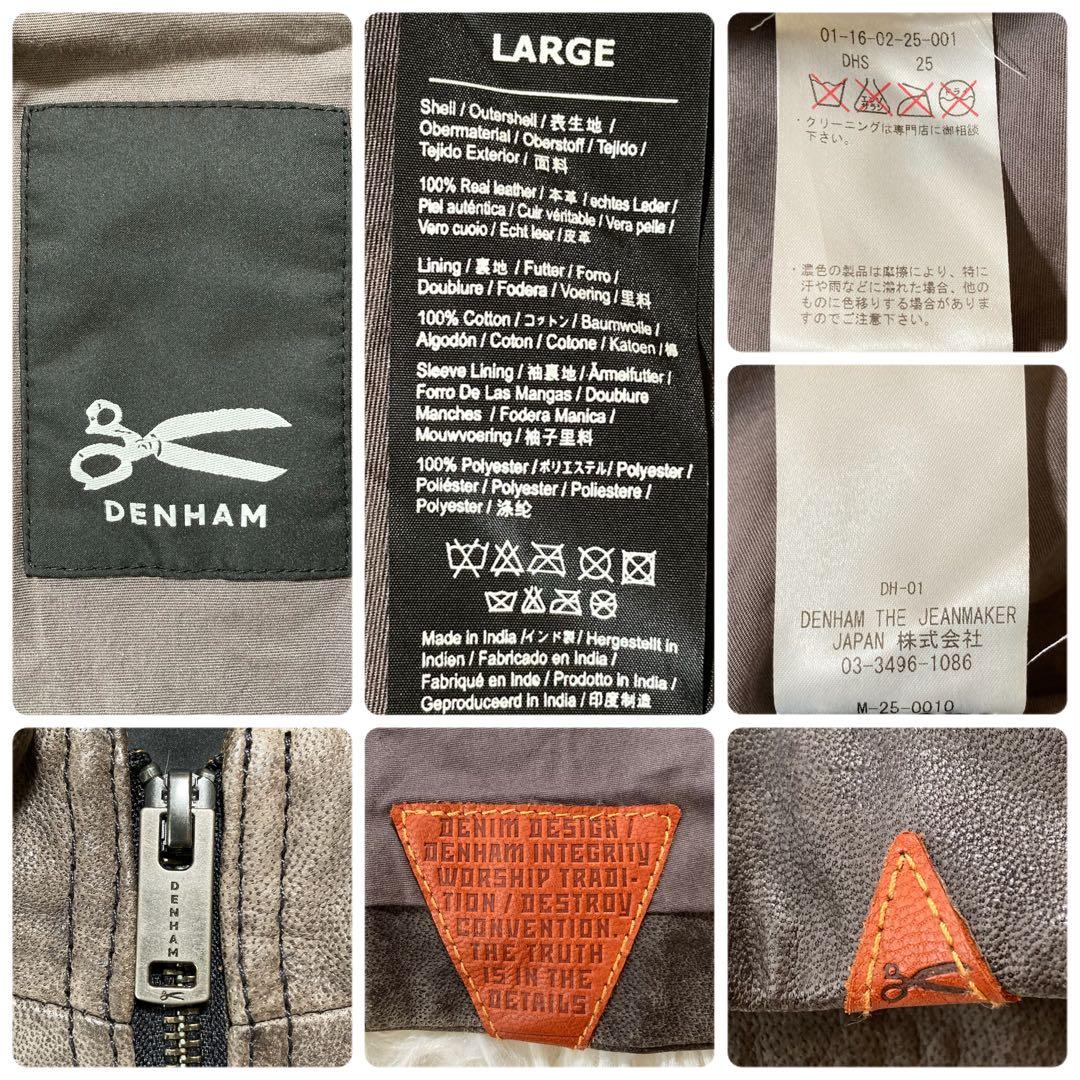 DENHAM
LARGE
Shell / Outershell / 表生地 /
Obermaterial / Oberstoff / Tejido /
Tejido Exterior / 面料
100% Real leather / 本革 / echtes Leder /
Piel auténtica / Cuir véritable / Vera pelle /
Vero cuoio / Echt leer / 皮革
Lining / 裏地 / Futter / Forro /
Doublure / Fodera / Voering / 里料
100% Cotton / コットン / Baumwolle /
Algodón / Coton / Cotone / Katoen / 棉
Sleeve Lining / 袖裏地 / Ärmelfutter /
Forro De Las Mangas / Doublure
Manches / Fodera Manica /
Mouwvoering / 袖子里料
100% Polyester / ポリエステル / Polyester /
Poliéster / Polyester / Poliestere /
Polyester / 涤纶
Made in India / インド製 / Hergestellt in
Indien / Fabricado en India /
Fabriqué en Inde / Prodotto in India /
Geproduceerd in India / 印度制造
01-16-02-25-001
DHS 25
・クリーニングは専門店に御相談
下さい。
・濃色の製品は摩擦により、特に
汗や雨などに濡れた場合、他の
ものに色移りする場合がありま
すのでご注意下さい。
DH-01
DENHAM THE JEANMAKER
JAPAN 株式会社
03-3496-1086
M-25-0010
DENHAM
DENIM DESIGN /
DENHAM INTEGRITY
WORSHIP TRADI-
TION / DESTROY
CONVENTION.
THE TRUTH
IS IN THE
DETAILS